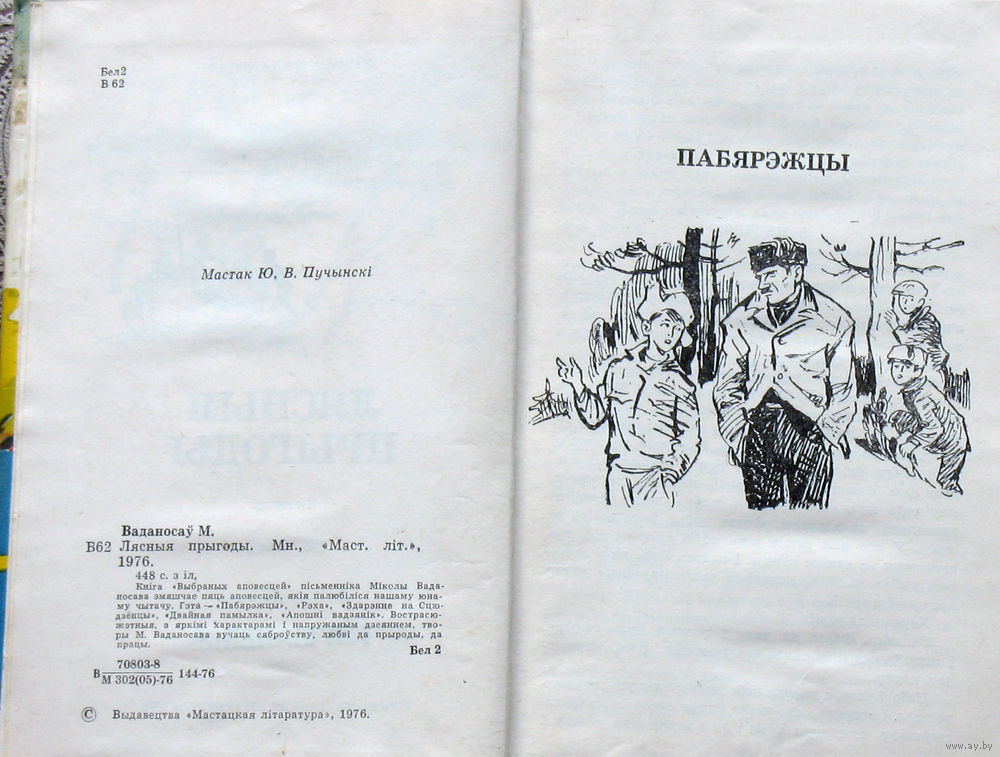 Бел2
В 62
Мастак Ю. В. Пучынскі
Ваданосаў М.
В62 Лясныя прыгоды. Мн., «Маст. літ.»,
1976.
448 с. з іл.
Кніга «Выбраных аповесцей» пісьменніка Міколы Вада-
носава змяшчае пяць аповесцей, якія палюбіліся нашаму юна-
му чытачу. Гэта — «Пабярэжцы», «Рэха», «Здарэнне на Сцю-
дзёнцы», «Двайная памылка», «Апошні вадзянік». Вострасю-
жэтныя, з яркімі характарамі і напружаным дзеяннем, тво-
ры М. Ваданосава вучаць сяброўству, любві да прыроды, да
працы.
Бел 2
В 70803-8 144-76
М 302(05)-76
© Выдавецтва «Мастацкая літаратура», 1976.
ПАБЯРЭЖЦЫ
www.ay.by